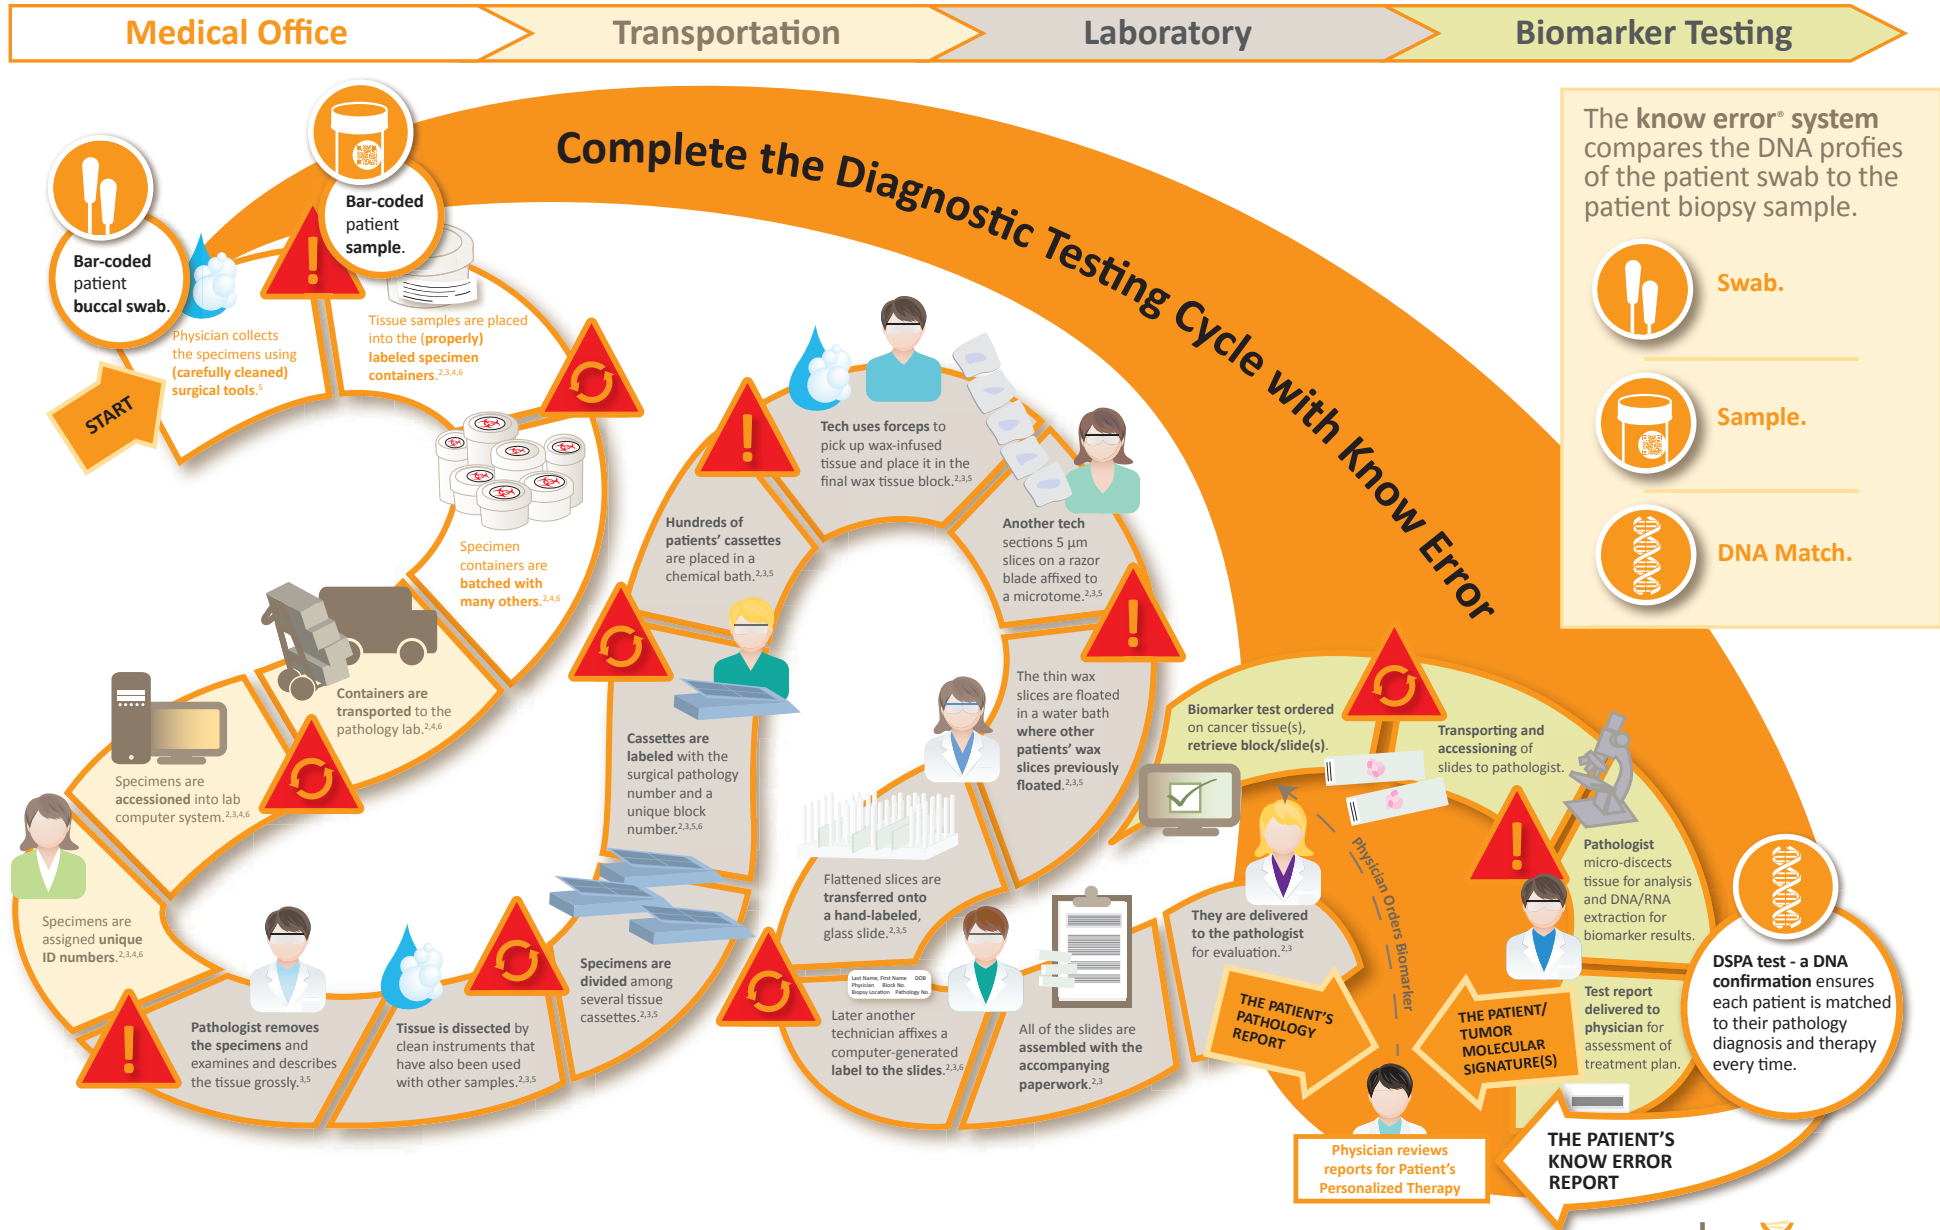 Medical Office
Transportation
Laboratory
Biomarker Testing
Complete the Diagnostic Testing Cycle with Know Error
The know error® system
compares the DNA profies
of the patient swab to the
patient biopsy sample.
Swab.
Sample.
DNA Match.
Bar-coded
patient
buccal swab.
Bar-coded
patient
sample.
START
Physician collects
the specimens using
(carefully cleaned)
surgical tools.5
Tissue samples are placed
into the (properly)
labeled specimen
containers.2,3,4,6
Specimen
containers are
batched with
many others.2,4,6
Containers are
transported to the
pathology lab.2,4,6
Specimens are
accessioned into lab
computer system.2,3,4,6
Specimens are
assigned unique
ID numbers.2,3,4,6
Pathologist removes
the specimens and
examines and describes
the tissue grossly.3,5
Tissue is dissected by
clean instruments that
have also been used
with other samples.2,3,5
Specimens are
divided among
several tissue
cassettes.2,3,5
Cassettes are
labeled with the
surgical pathology
number and a
unique block
number.2,3,5,6
Hundreds of
patients' cassettes
are placed in a
chemical bath.2,3,5
Tech uses forceps to
pick up wax-infused
tissue and place it in the
final wax tissue block.2,3,5
Another tech
sections 5 µm
slices on a razor
blade affixed to
a microtome.2,3,5
The thin wax
slices are floated
in a water bath
where other
patients' wax
slices previously
floated.2,3,5
Flattened slices are
transferred onto
a hand-labeled,
glass slide.2,3,5
Last Name, First Name DOB
Physician Block No.
Biopsy Location Pathology No.
Later another
technician affixes a
computer-generated
label to the slides.2,3,6
All of the slides are
assembled with the
accompanying
paperwork.2,3
They are delivered
to the pathologist
for evaluation.2,3
THE PATIENT'S
PATHOLOGY
REPORT
Physician Orders Biomarker
Biomarker test ordered
on cancer tissue(s),
retrieve block/slide(s).
Transporting and
accessioning of
slides to pathologist.
Pathologist
micro-discects
tissue for analysis
and DNA/RNA
extraction for
biomarker results.
Test report
delivered to
physician for
assessment of
treatment plan.
THE PATIENT/
TUMOR
MOLECULAR
SIGNATURE(S)
DSPA test - a DNA
confirmation ensures
each patient is matched
to their pathology
diagnosis and therapy
every time.
THE PATIENT'S
KNOW ERROR
REPORT
Physician reviews
reports for Patient's
Personalized Therapy